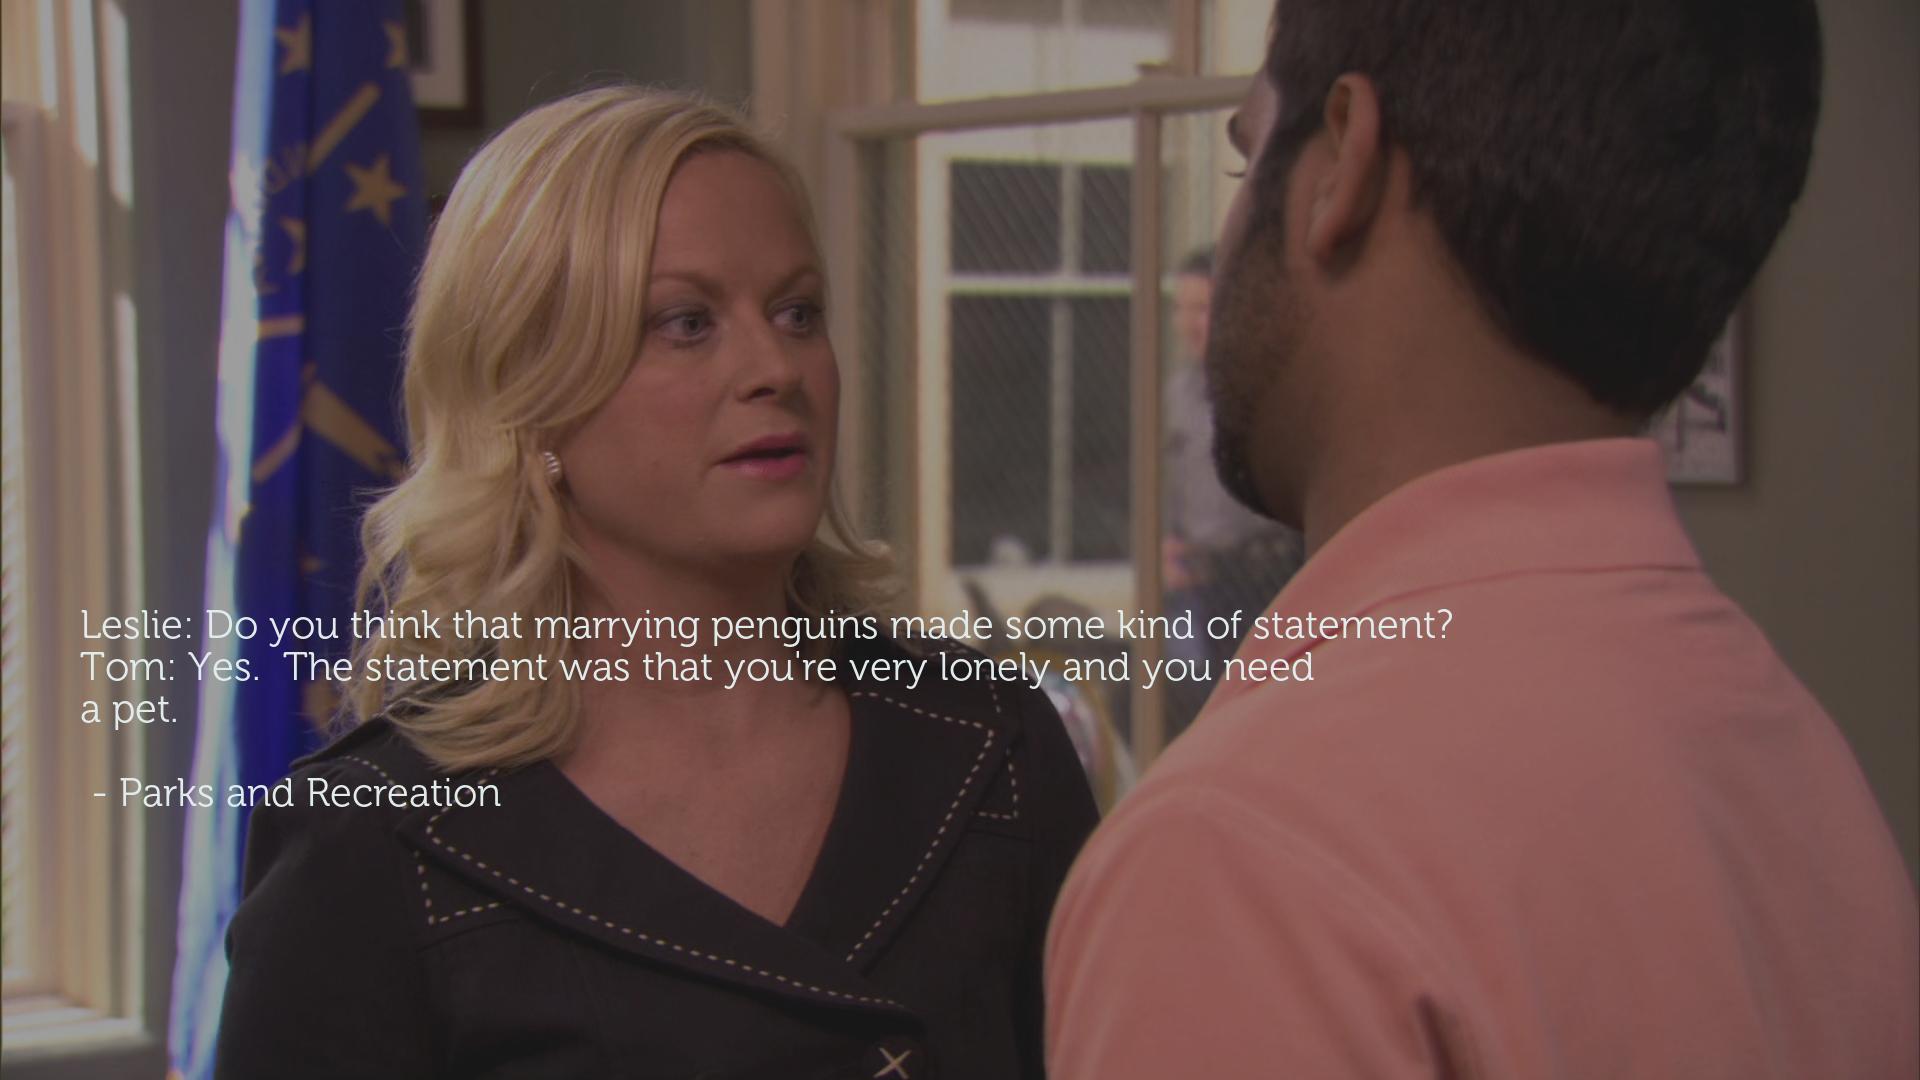 Leslie: Do you think that marrying penguins made some kind of statement?
Tom: Yes.  The statement was that you're very lonely and you need
a pet.
- Parks and Recreation